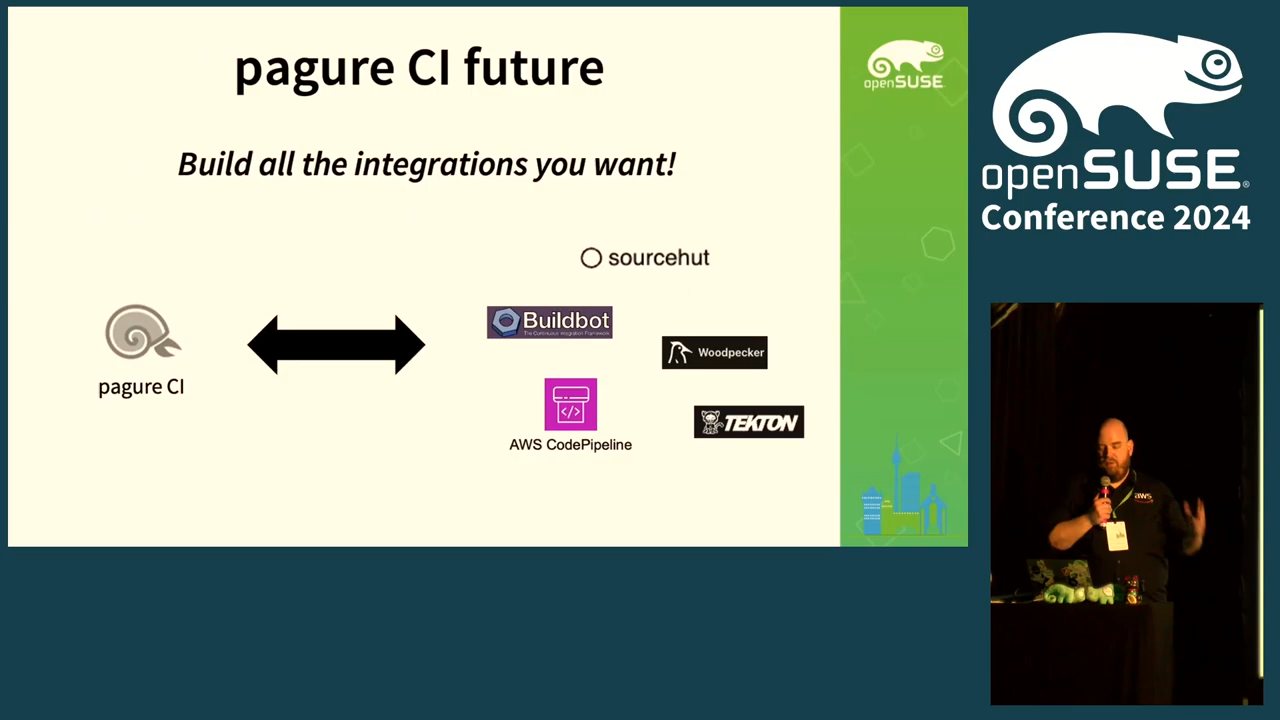 pagure CI future
Build all the integrations you want!
sourcehut
Buildbot
The Continuous Integration Framework
Woodpecker
pagure CI
TEKTON
AWS CodePipeline
openSUSE
openSUSE®
Conference 2024
aws